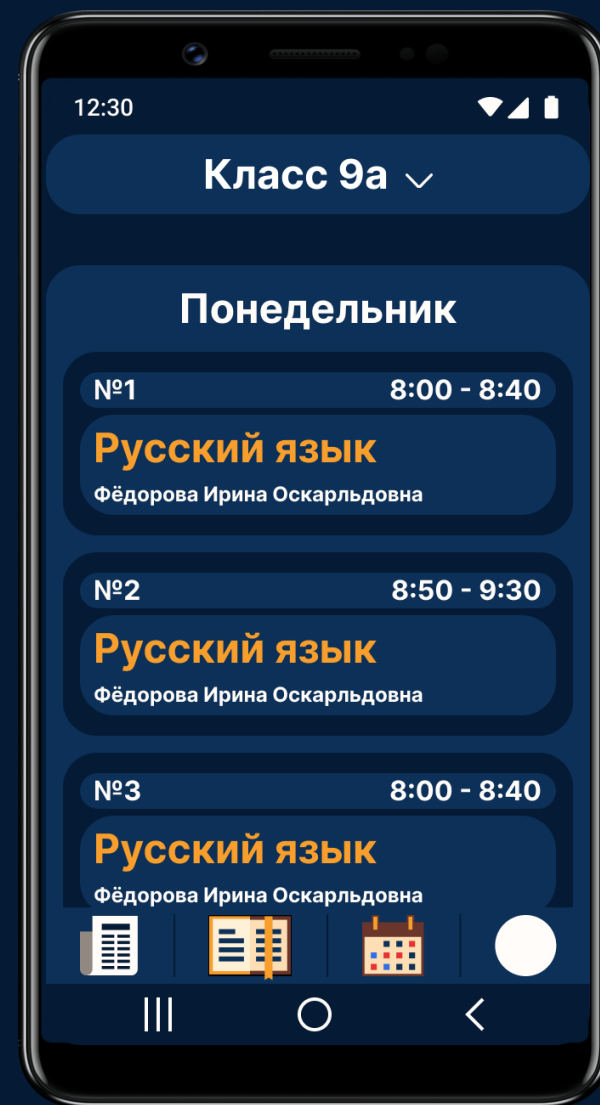 12:30
Класс 9а
Понедельник
№1 8:00 - 8:40
Русский язык
Фёдорова Ирина Оскарльдовна
№2 8:50 - 9:30
Русский язык
Фёдорова Ирина Оскарльдовна
№3 8:00 - 8:40
Русский язык
Фёдорова Ирина Оскарльдовна